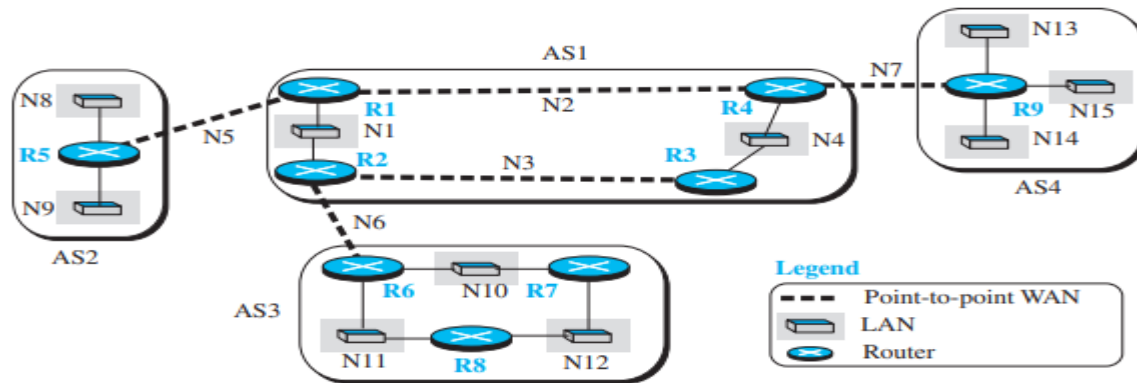 AS1
N13
N8
N7
R1
N2
R4
R9
N15
N5
N1
N4
R5
R2
N3
R3
N14
N9
AS4
N6
AS2
Legend
R6
N10
R7
Point-to-point WAN
AS3
LAN
N11
R8
N12
Router